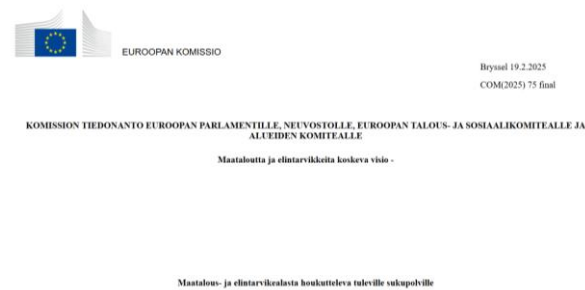 EUROOPAN KOMISSIO
Bryssel 19.2.2025
COM(2025) 75 final
KOMISSION TIEDONANTO EUROOPAN PARLAMENTILLE, NEUVOSTOLLE, EUROOPAN TALOUS- JA SOSIAALIKOMITEALLE JA
ALUEIDEN KOMITEALLE
Maataloutta ja elintarvikkeita koskeva visio -
Maatalous- ja elintarvikealasta houkutteleva tuleville sukupolville